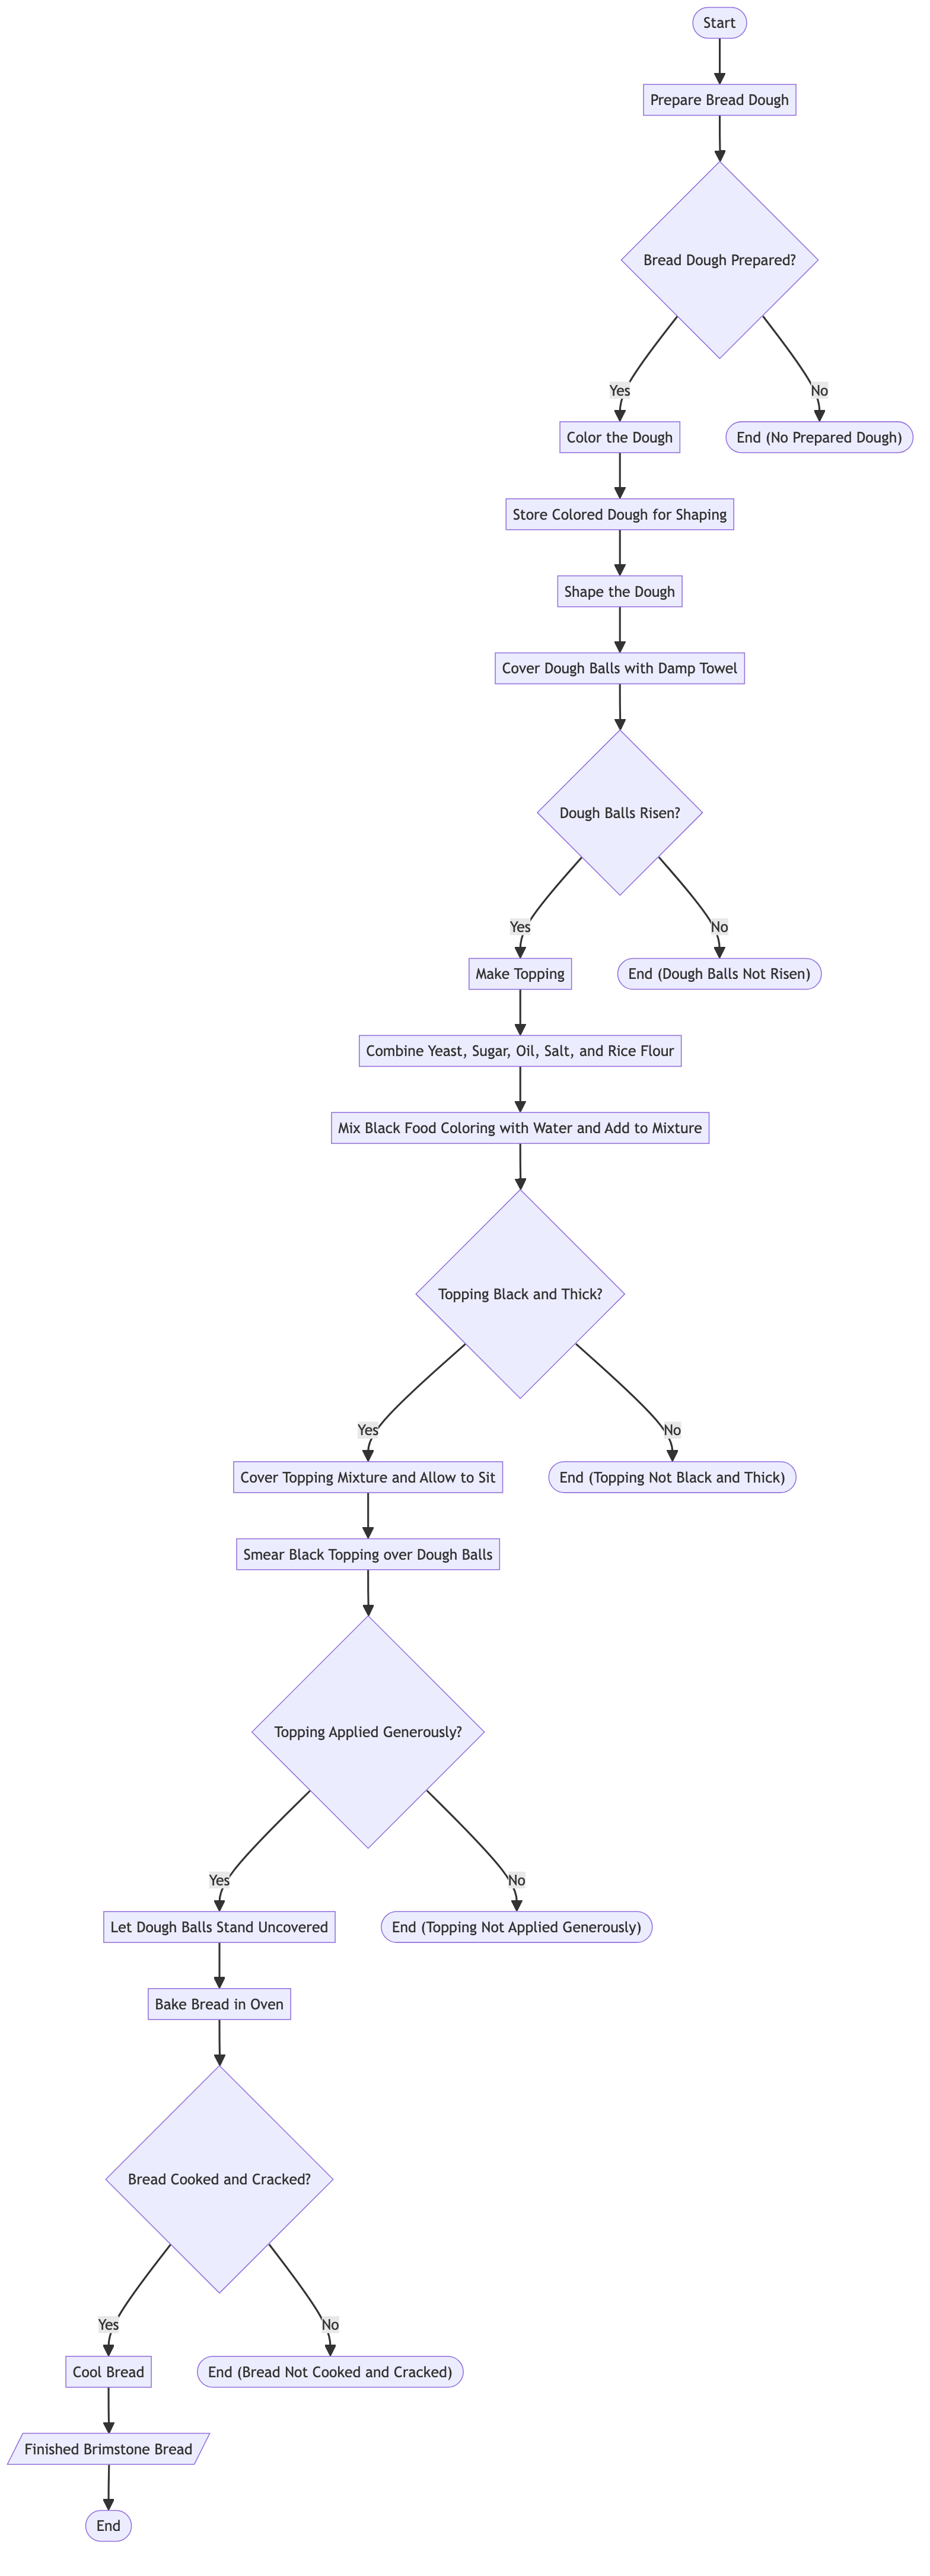 Start
Prepare Bread Dough
Bread Dough Prepared?
Yes
No
Color the Dough
End (No Prepared Dough)
Store Colored Dough for Shaping
Shape the Dough
Cover Dough Balls with Damp Towel
Dough Balls Risen?
Yes
No
Make Topping
End (Dough Balls Not Risen)
Combine Yeast, Sugar, Oil, Salt, and Rice Flour
Mix Black Food Coloring with Water and Add to Mixture
Topping Black and Thick?
Yes
No
Cover Topping Mixture and Allow to Sit
End (Topping Not Black and Thick)
Smear Black Topping over Dough Balls
Topping Applied Generously?
Yes
No
Let Dough Balls Stand Uncovered
End (Topping Not Applied Generously)
Bake Bread in Oven
Bread Cooked and Cracked?
Yes
No
Cool Bread
End (Bread Not Cooked and Cracked)
Finished Brimstone Bread
End